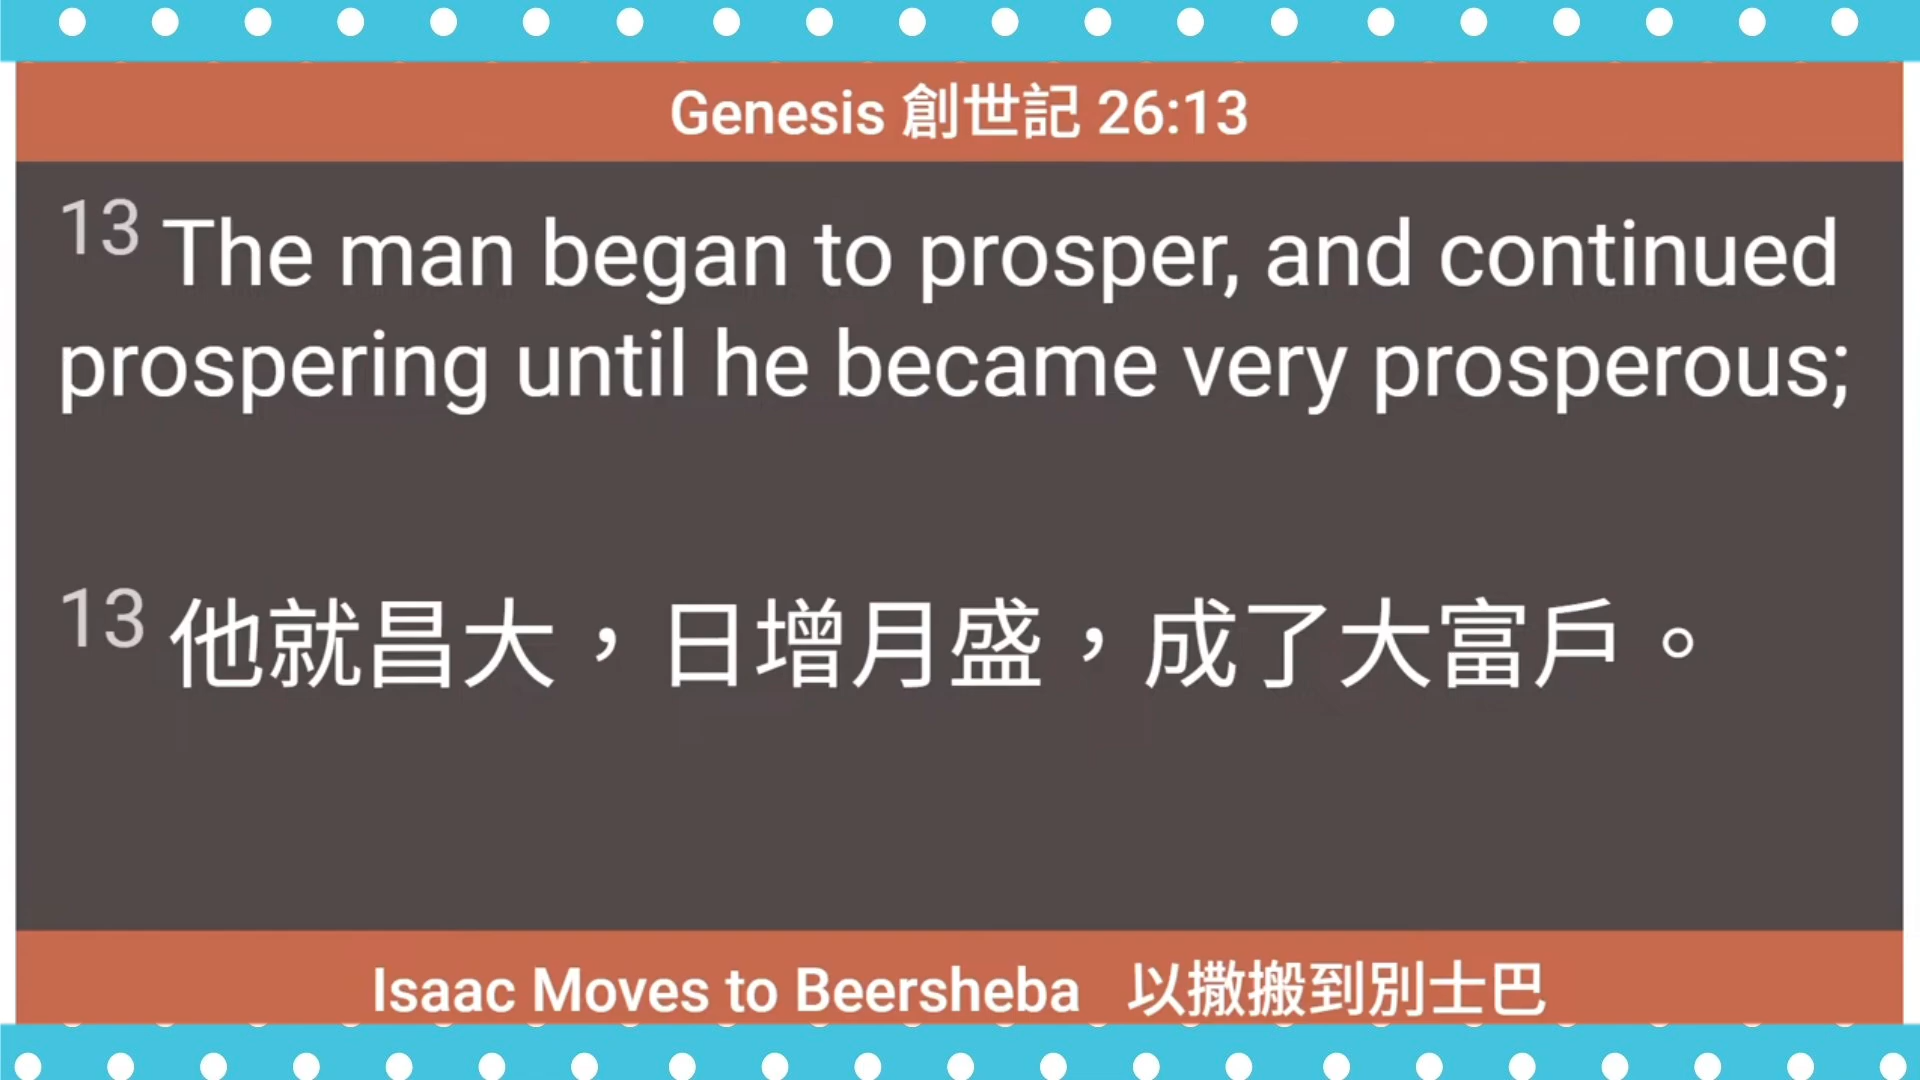 Genesis 創世記 26:13
13 The man began to prosper, and continued
prospering until he became very prosperous;
13 他就昌大，日增月盛，成了大富戶。
Isaac Moves to Beersheba 以撒搬到別士巴